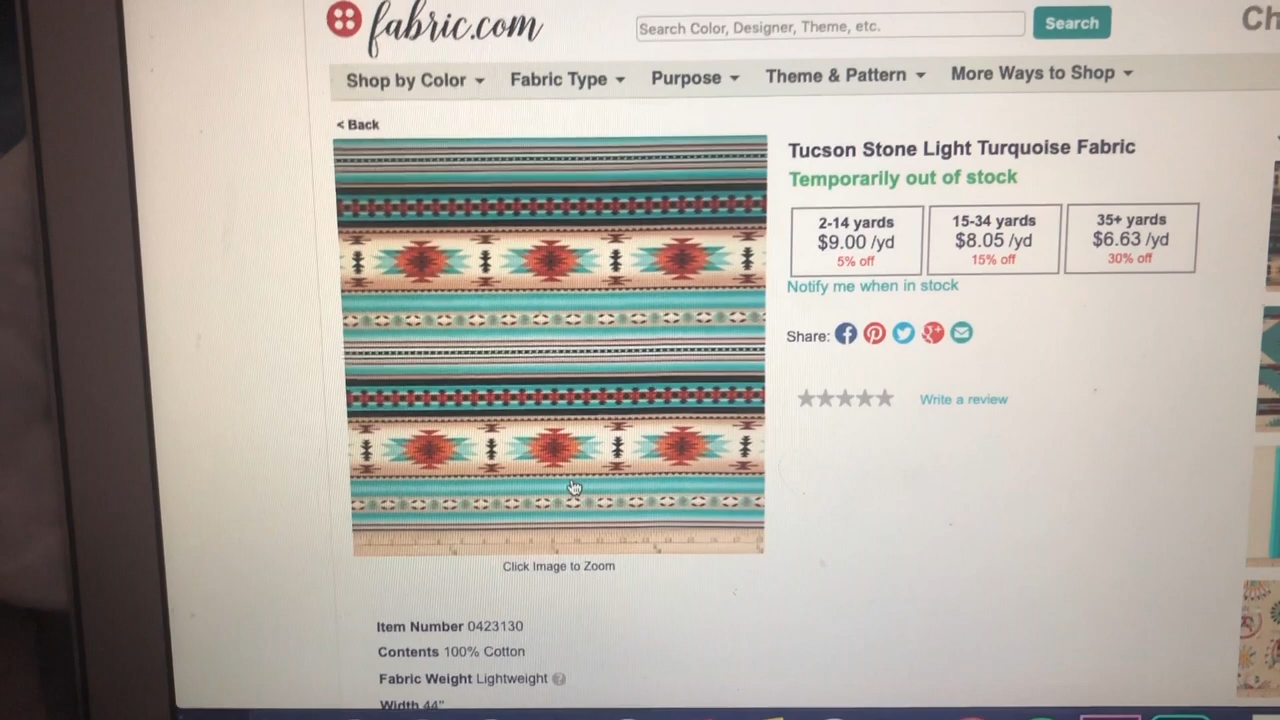 fabric.com
Search Color, Designer, Theme, etc.
Search
Ch
Shop by Color
Fabric Type
Purpose
Theme & Pattern
More Ways to Shop
< Back
Tucson Stone Light Turquoise Fabric
Temporarily out of stock
2-14 yards
$9.00 /yd
5% off
15-34 yards
$8.05 /yd
15% off
35+ yards
$6.63 /yd
30% off
Notify me when in stock
Share:
Write a review
Click Image to Zoom
Item Number 0423130
Contents 100% Cotton
Fabric Weight Lightweight ?
Width 44"